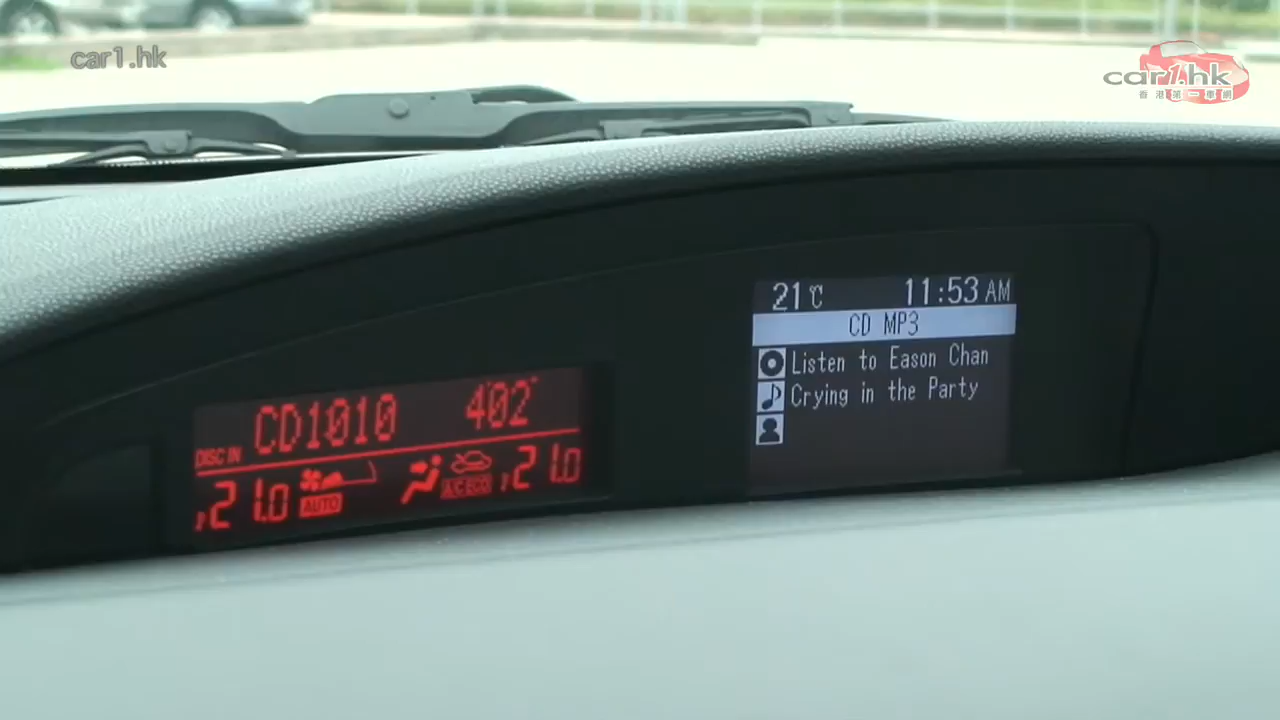 car1.hk
car1.hk
香港第一車網
21℃ 11:53 AM
CD MP3
Listen to Eason Chan
Crying in the Party
CD1010 402"
DISC IN
21.0 AUTO A/C ECO 21.0